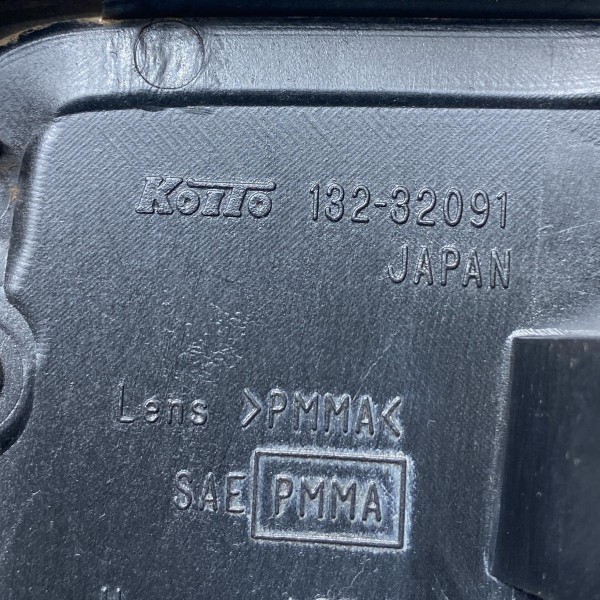 KOITO 132-32091
JAPAN
Lens >PMMA<
SAE PMMA